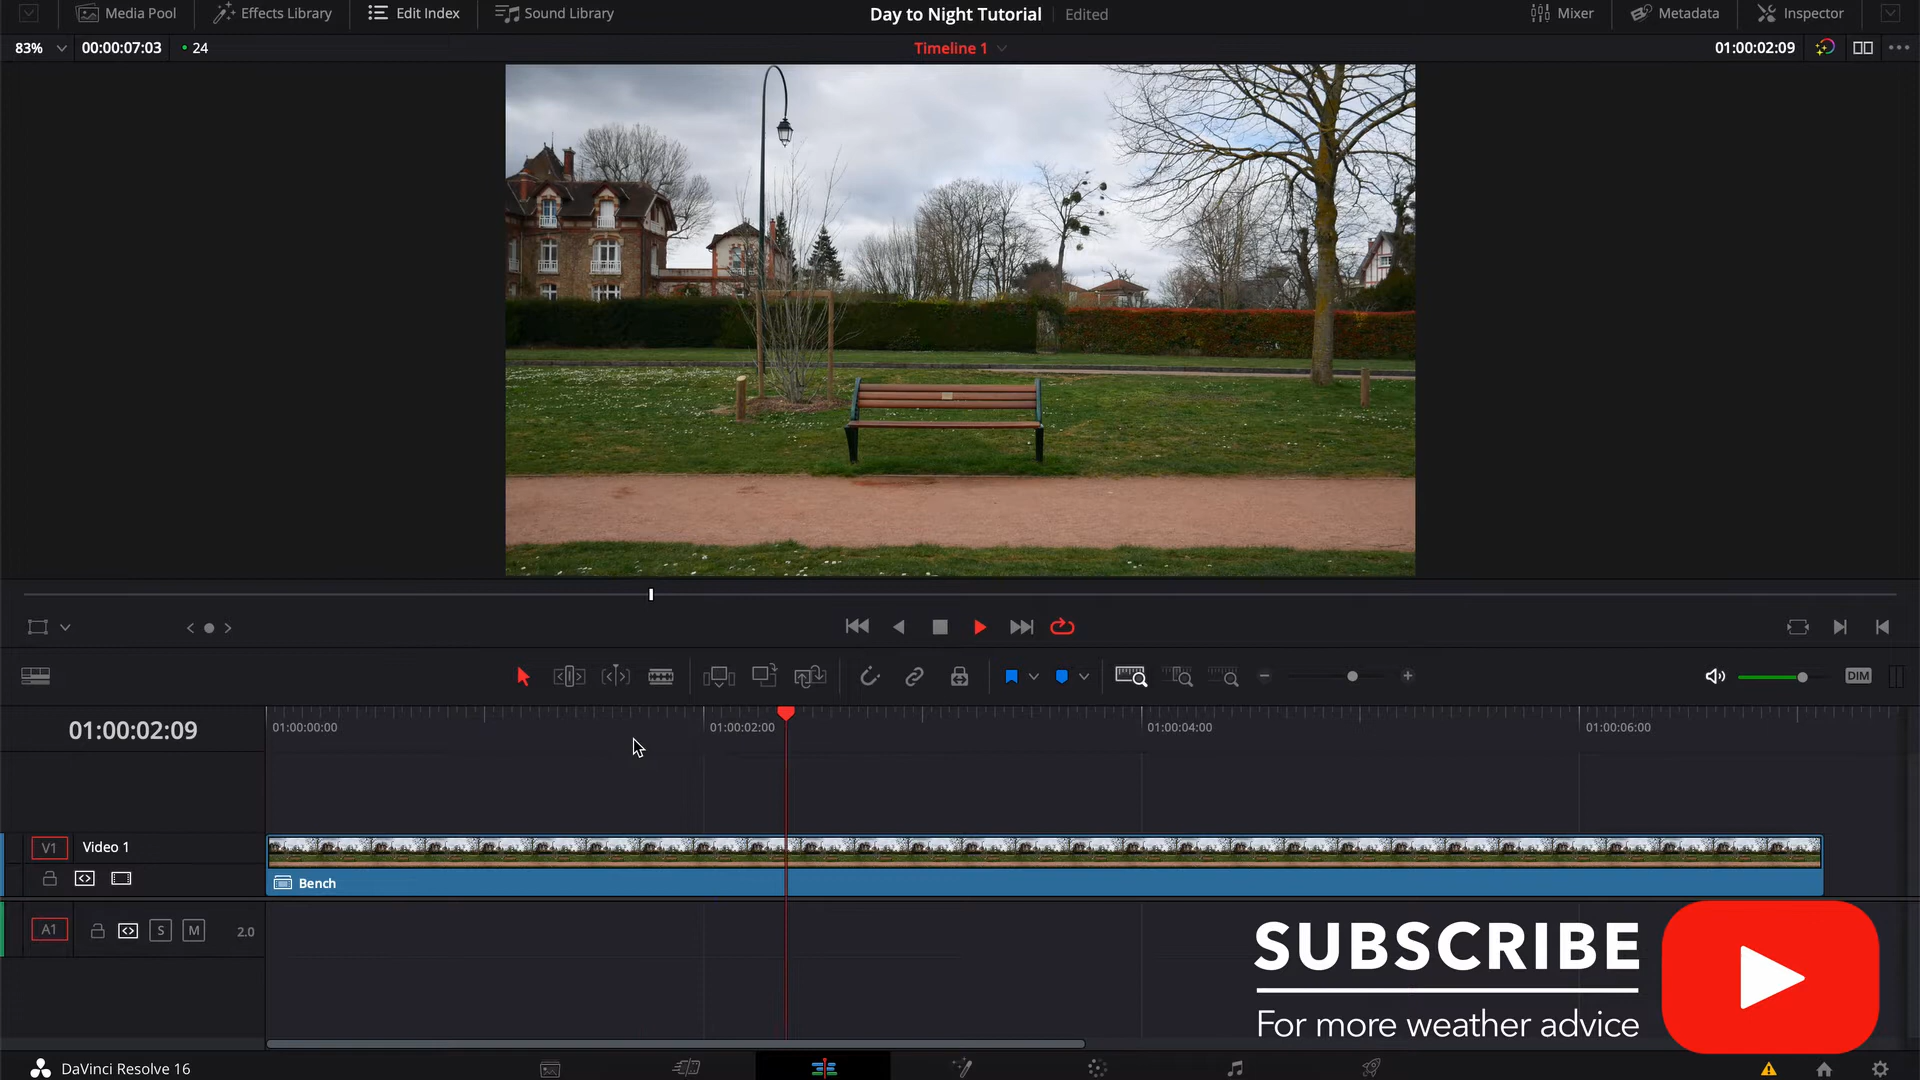 Media Pool
Effects Library
Edit Index
Sound Library
Day to Night Tutorial
Edited
Mixer
Metadata
Inspector
83%
00:00:07:03
24
Timeline 1
01:00:02:09
DIM
01:00:02:09
01:00:00:00
01:00:02:00
01:00:04:00
01:00:06:00
V1
Video 1
Bench
A1
S
M
2.0
SUBSCRIBE
For more weather advice
DaVinci Resolve 16